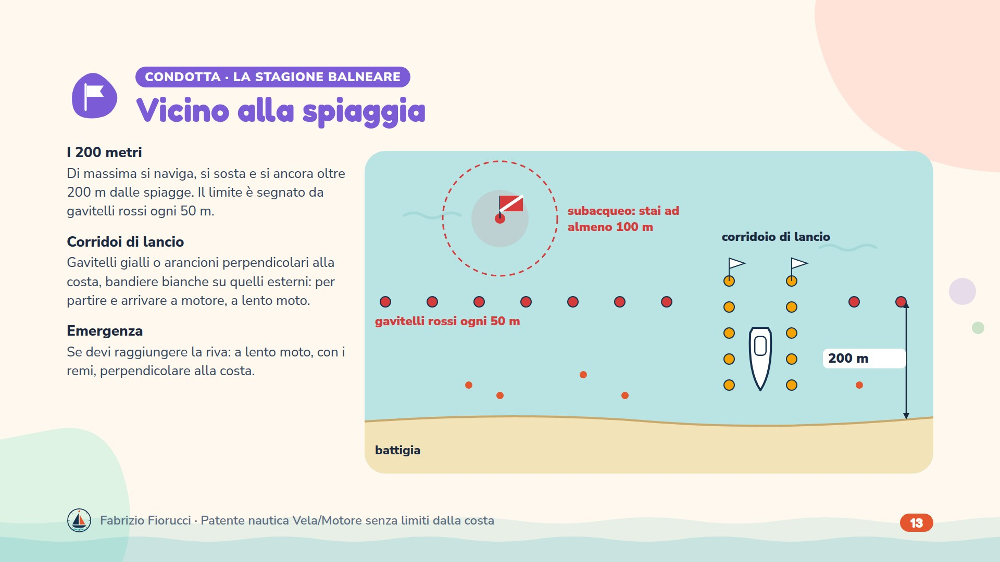 CONDOTTA · LA STAGIONE BALNEARE
Vicino alla spiaggia
I 200 metri
Di massima si naviga, si sosta e si ancora oltre
200 m dalle spiagge. Il limite è segnato da
gavitelli rossi ogni 50 m.
Corridoi di lancio
Gavitelli gialli o arancioni perpendicolari alla
costa, bandiere bianche su quelli esterni: per
partire e arrivare a motore, a lento moto.
Emergenza
Se devi raggiungere la riva: a lento moto, con i
remi, perpendicolare alla costa.
subacqueo: stai ad
almeno 100 m
corridoio di lancio
gavitelli rossi ogni 50 m
200 m
battigia
Fabrizio Fiorucci · Patente nautica Vela/Motore senza limiti dalla costa
13